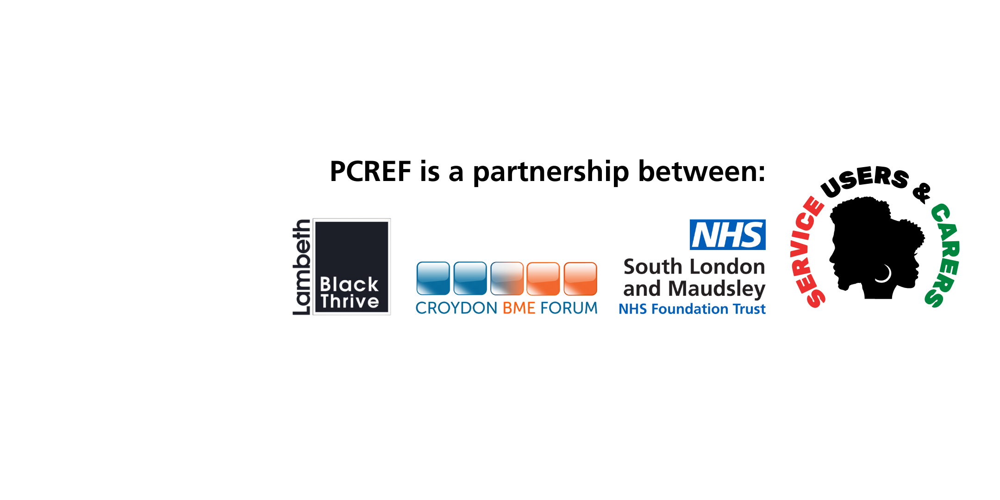 PCREF is a partnership between:
Lambeth
Black
Thrive
CROYDON BME FORUM
NHS
South London
and Maudsley
NHS Foundation Trust
SERVICE USERS & CARERS